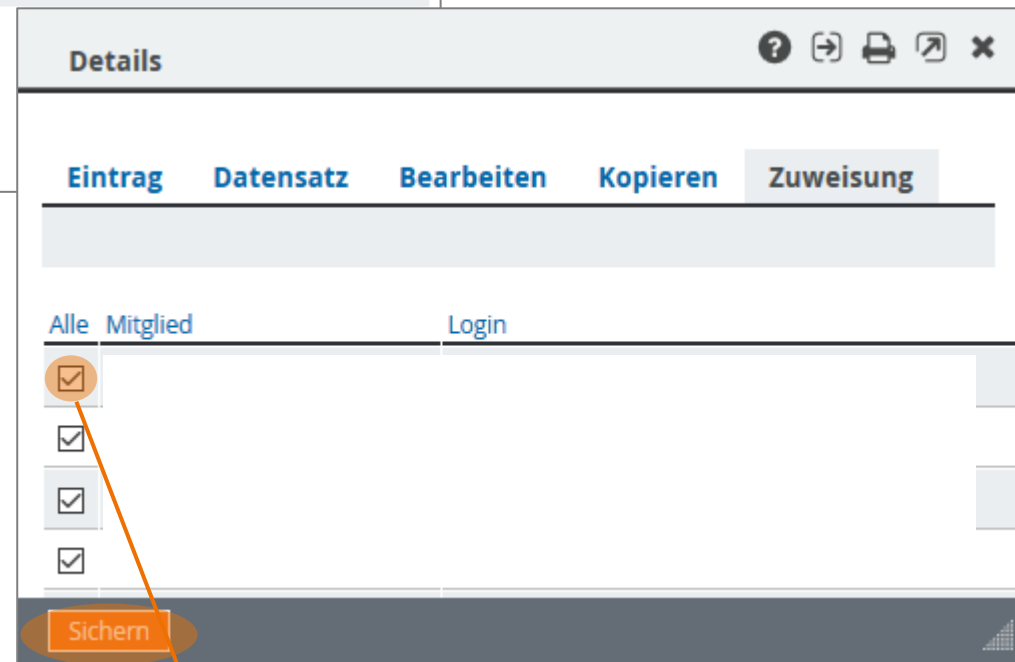 Details
Eintrag Datensatz Bearbeiten Kopieren Zuweisung
Alle Mitglied Login
Sichern